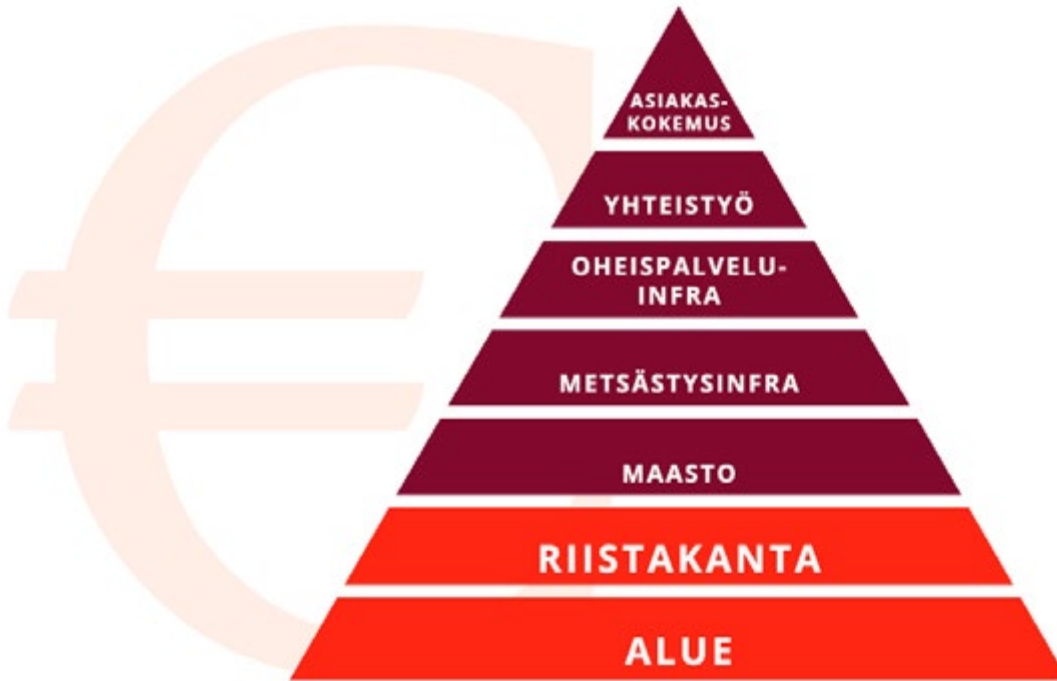 ASIAKAS-
KOKEMUS
YHTEISTYÖ
OHEISPALVELU-
INFRA
METSÄSTYSINFRA
MAASTO
RIISTAKANTA
ALUE